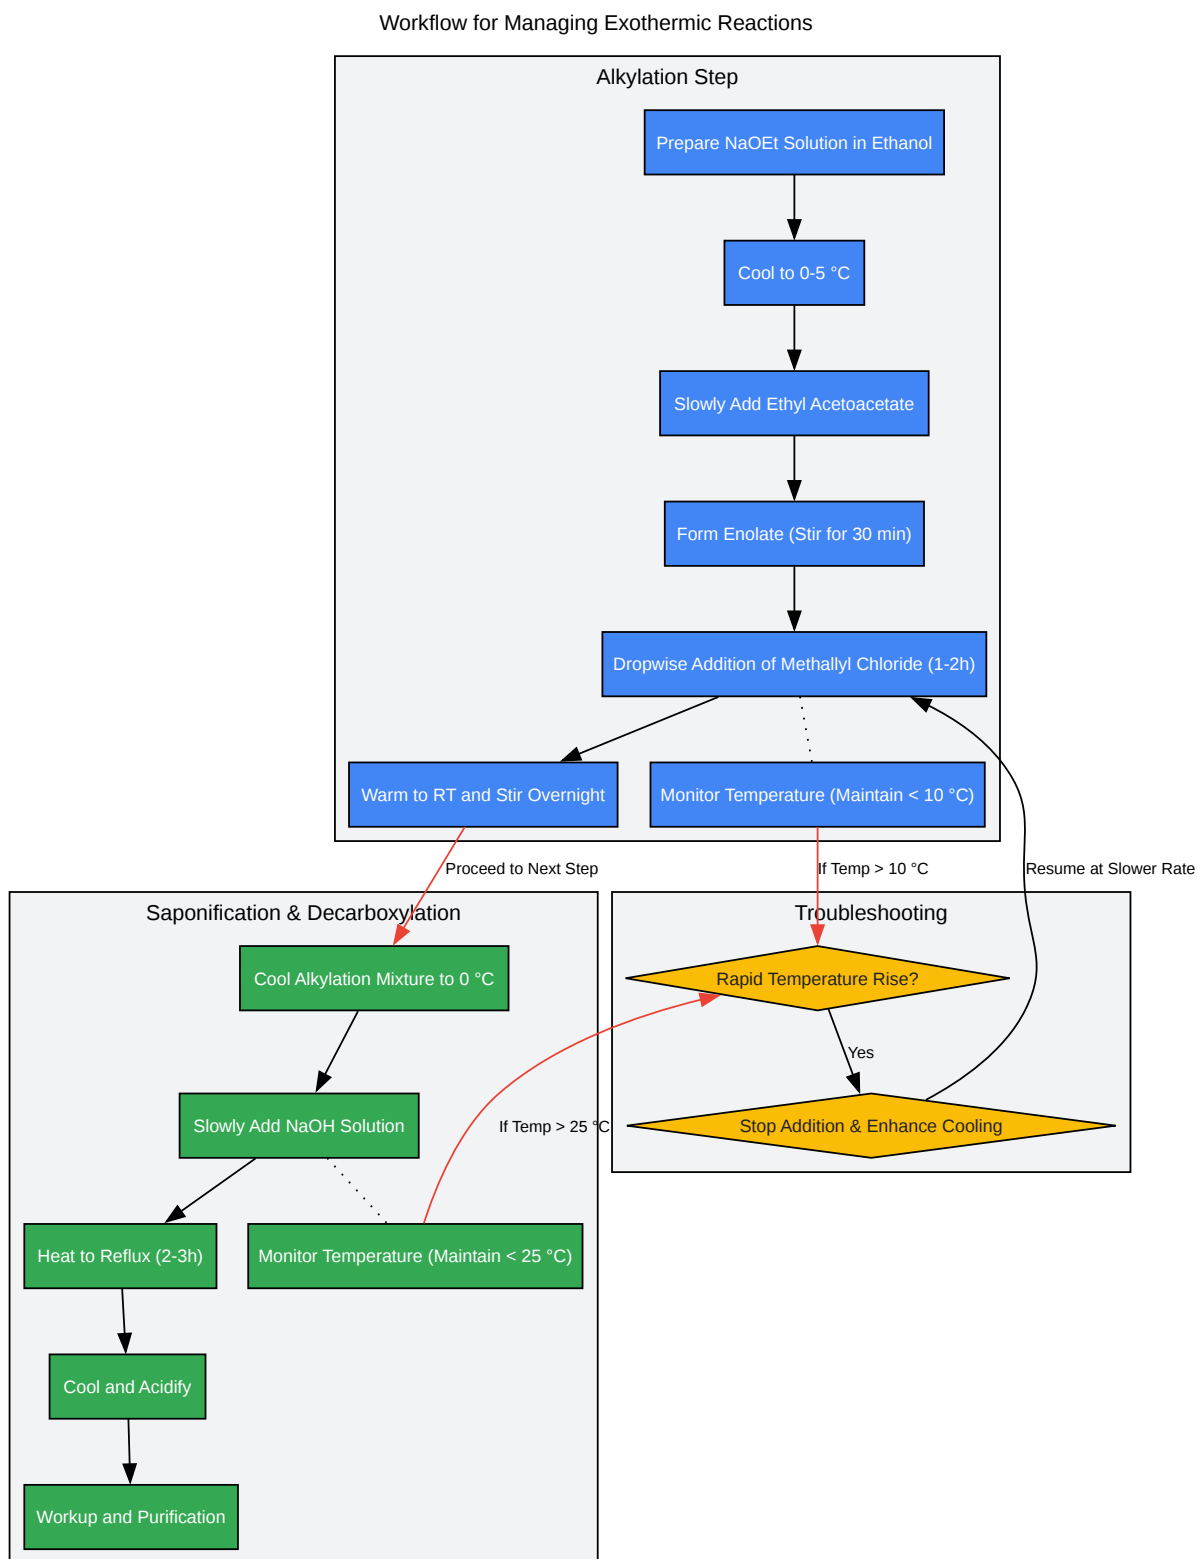 Workflow for Managing Exothermic Reactions
Alkylation Step
Prepare NaOEt Solution in Ethanol
Cool to 0-5 °C
Slowly Add Ethyl Acetoacetate
Form Enolate (Stir for 30 min)
Dropwise Addition of Methallyl Chloride (1-2h)
Warm to RT and Stir Overnight
Monitor Temperature (Maintain < 10 °C)
Proceed to Next Step
If Temp > 10 °C
Resume at Slower Rate
Saponification & Decarboxylation
Troubleshooting
Cool Alkylation Mixture to 0 °C
Rapid Temperature Rise?
Yes
Slowly Add NaOH Solution
If Temp > 25 °C
Stop Addition & Enhance Cooling
Heat to Reflux (2-3h)
Monitor Temperature (Maintain < 25 °C)
Cool and Acidify
Workup and Purification